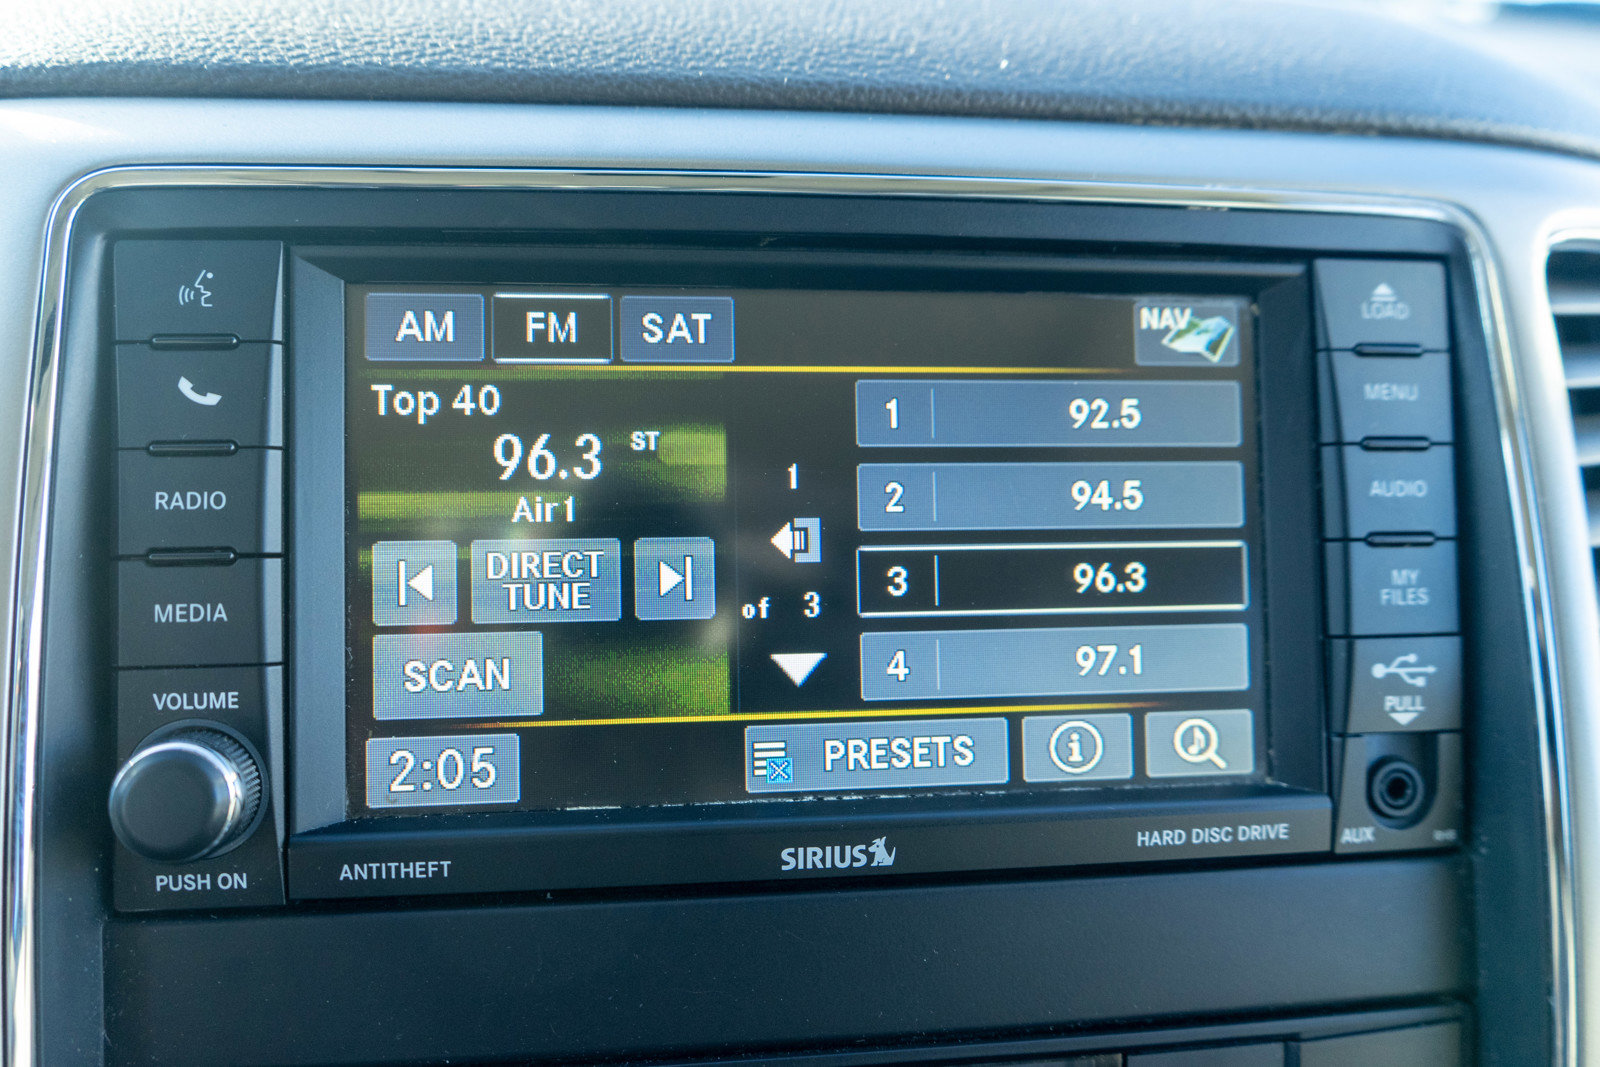 AM
FM
SAT
NAV
Top 40
96.3 ST
Air1
DIRECT
TUNE
SCAN
2:05
1
of 3
1 92.5
2 94.5
3 96.3
4 97.1
PRESETS
i
RADIO
MEDIA
VOLUME
PUSH ON
LOAD
MENU
AUDIO
MY
FILES
PULL
AUX
ANTITHEFT
SIRIUS
HARD DISC DRIVE